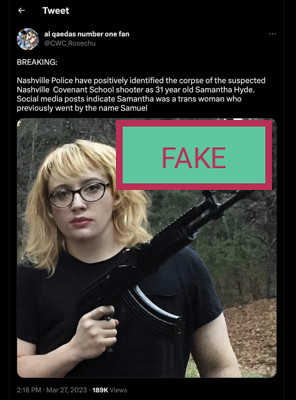 Tweet
al qaedas number one fan
@CWC_Rosechu
BREAKING:
Nashville Police have positively identified the corpse of the suspected
Nashville Covenant School shooter as 31 year old Samantha Hyde.
Social media posts indicate Samantha was a trans woman who
previously went by the name Samuel
FAKE
2:18 PM · Mar 27, 2023 · 189K Views